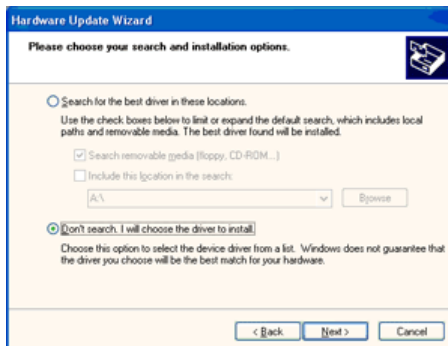 Hardware Update Wizard
Please choose your search and installation options.
Search for the best driver in these locations.
Use the check boxes below to limit or expand the default search, which includes local
paths and removable media. The best driver found will be installed.
Search removable media (floppy, CD-ROM...)
Include this location in the search:
A:\
Browse
Don't search. I will choose the driver to install.
Choose this option to select the device driver from a list. Windows does not guarantee that
the driver you choose will be the best match for your hardware.
< Back
Next >
Cancel